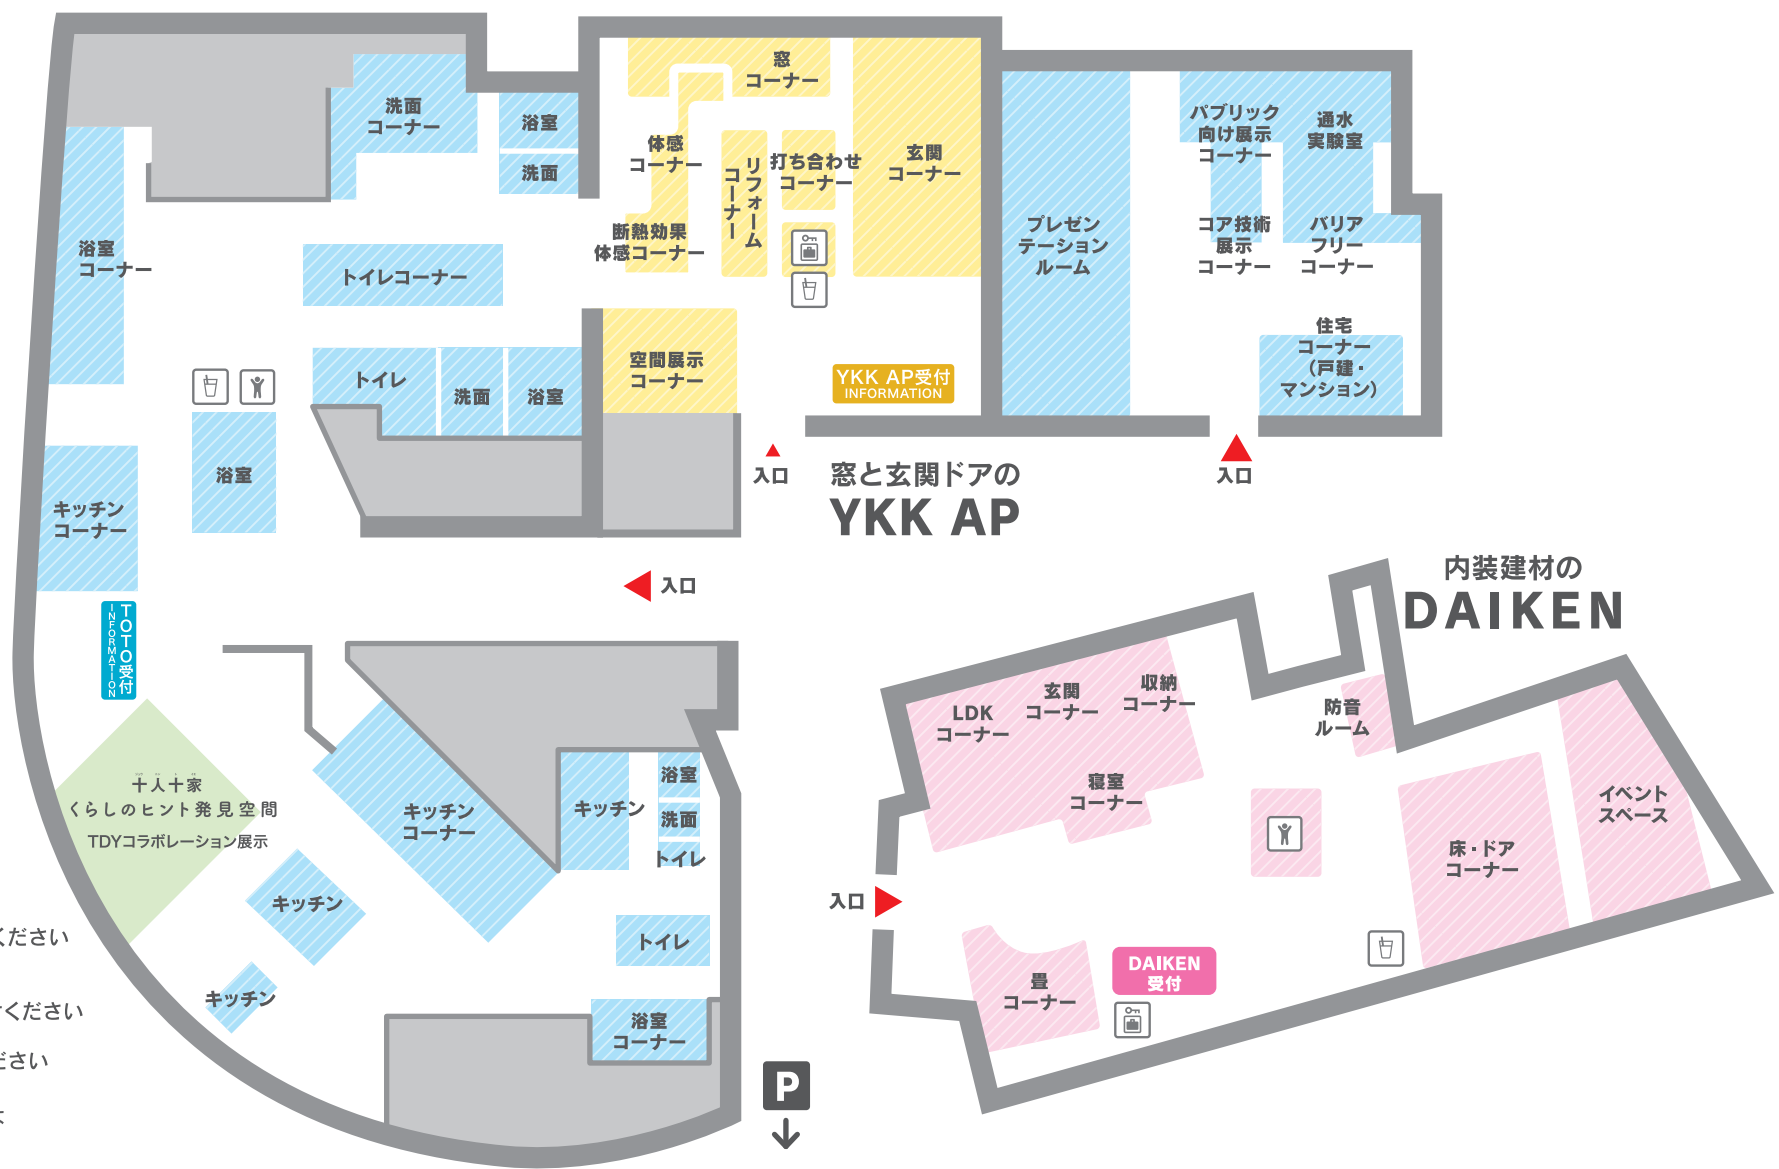 洗面
コーナー
浴室
洗面
浴室
コーナー
トイレコーナー
トイレ
洗面
浴室
浴室
キッチン
コーナー
TOTO受付
INFORMATION
入口
窓
コーナー
体感
コーナー
断熱効果
体感コーナー
リフォーム
コーナー
打ち合わせ
コーナー
玄関
コーナー
空間展示
コーナー
YKK AP受付
INFORMATION
入口
窓と玄関ドアの
YKK AP
プレゼン
テーション
ルーム
パブリック
向け展示
コーナー
通水
実験室
コア技術
展示
コーナー
バリア
フリー
コーナー
住宅
コーナー
（戸建・
マンション）
入口
十人十家
くらしのヒント発見空間
TDYコラボレーション展示
キッチン
コーナー
キッチン
浴室
洗面
トイレ
キッチン
キッチン
トイレ
浴室
コーナー
P
内装建材の
DAIKEN
LDK
コーナー
玄関
コーナー
収納
コーナー
寝室
コーナー
防音
ルーム
床・ドア
コーナー
イベント
スペース
入口
畳
コーナー
DAIKEN
受付
ください
ください
ださい